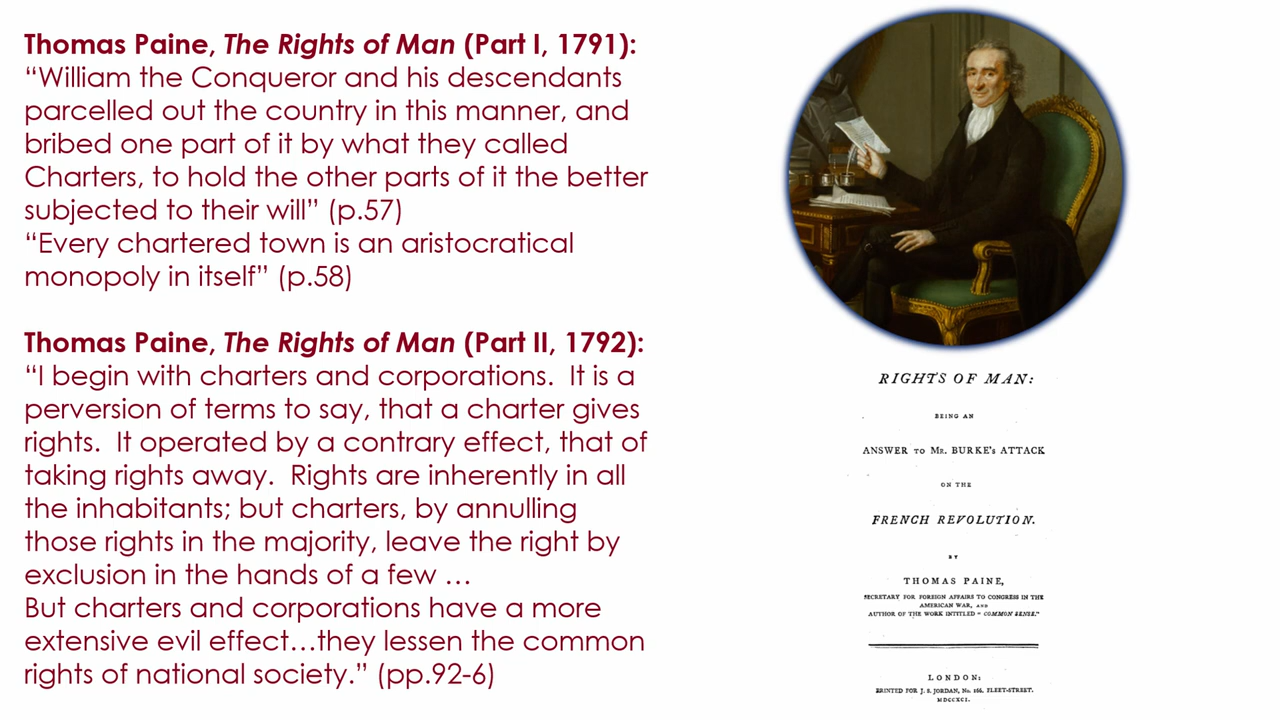 Thomas Paine, The Rights of Man (Part I, 1791):
“William the Conqueror and his descendants
parcelled out the country in this manner, and
bribed one part of it by what they called
Charters, to hold the other parts of it the better
subjected to their will” (p.57)
“Every chartered town is an aristocratical
monopoly in itself” (p.58)
Thomas Paine, The Rights of Man (Part II, 1792):
“I begin with charters and corporations.  It is a
perversion of terms to say, that a charter gives
rights.  It operated by a contrary effect, that of
taking rights away.  Rights are inherently in all
the inhabitants; but charters, by annulling
those rights in the majority, leave the right by
exclusion in the hands of a few …
But charters and corporations have a more
extensive evil effect…they lessen the common
rights of national society.” (pp.92-6)
RIGHTS OF MAN:
BEING AN
ANSWER TO MR. BURKE's ATTACK
ON THE
FRENCH REVOLUTION.
BY
THOMAS PAINE,
SECRETARY FOR FOREIGN AFFAIRS TO CONGRESS IN THE
AMERICAN WAR, AND
AUTHOR OF THE WORK INTITLED “ COMMON SENSE.”
LONDON:
PRINTED FOR J. S. JORDAN, No. 166. FLEET-STREET.
MDCCXCI.